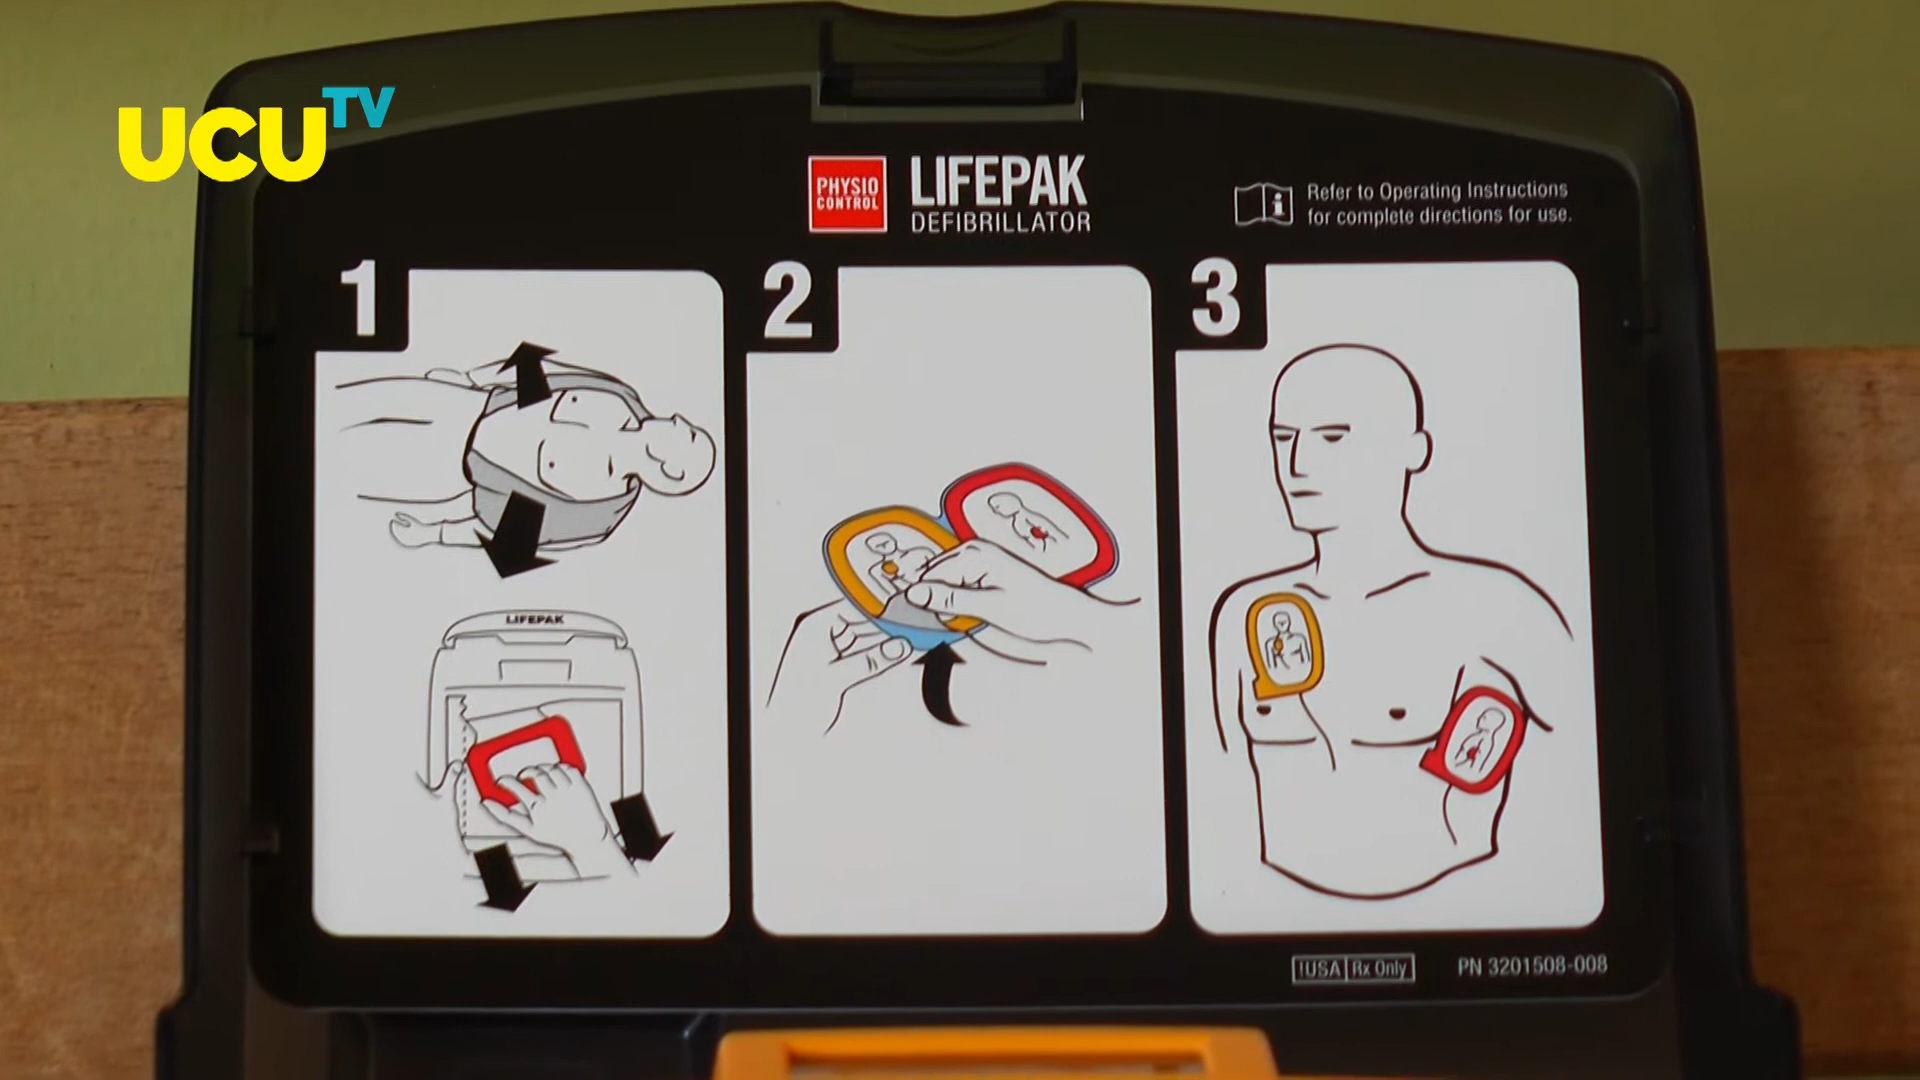 UCU TV
PHYSIO
CONTROL
LIFEPAK
DEFIBRILLATOR
Refer to Operating Instructions
for complete directions for use.
1
2
3
LIFEPAK
!USA Rx Only
PN 3201508-008